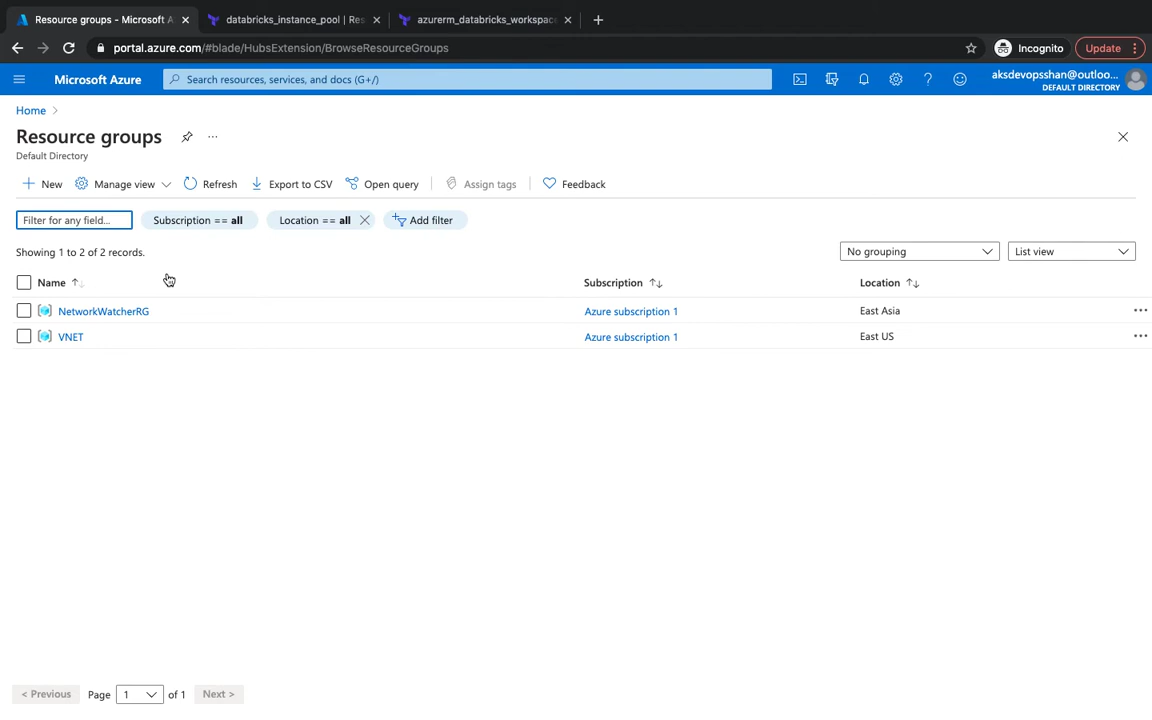 Resource groups - Microsoft A
databricks_instance_pool | Res
azurerm_databricks_workspace
portal.azure.com/#blade/HubsExtension/BrowseResourceGroups
Incognito
Update
Microsoft Azure
Search resources, services, and docs (G+/)
aksdevopsshan@outloo...
DEFAULT DIRECTORY
Home
Resource groups
Default Directory
New
Manage view
Refresh
Export to CSV
Open query
Assign tags
Feedback
Filter for any field...
Subscription == all
Location == all
Add filter
Showing 1 to 2 of 2 records.
No grouping
List view
Name
Subscription
Location
NetworkWatcherRG
Azure subscription 1
East Asia
VNET
Azure subscription 1
East US
< Previous
Page
1
of 1
Next >